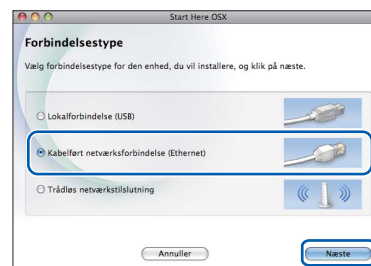 Start Here OSX
Forbindelsestype
Vælg forbindelsestype for den enhed, du vil installere, og klik på næste.
Lokalforbindelse (USB)
Kabelført netværksforbindelse (Ethernet)
Trådløs netværkstilslutning
Annuller
Næste